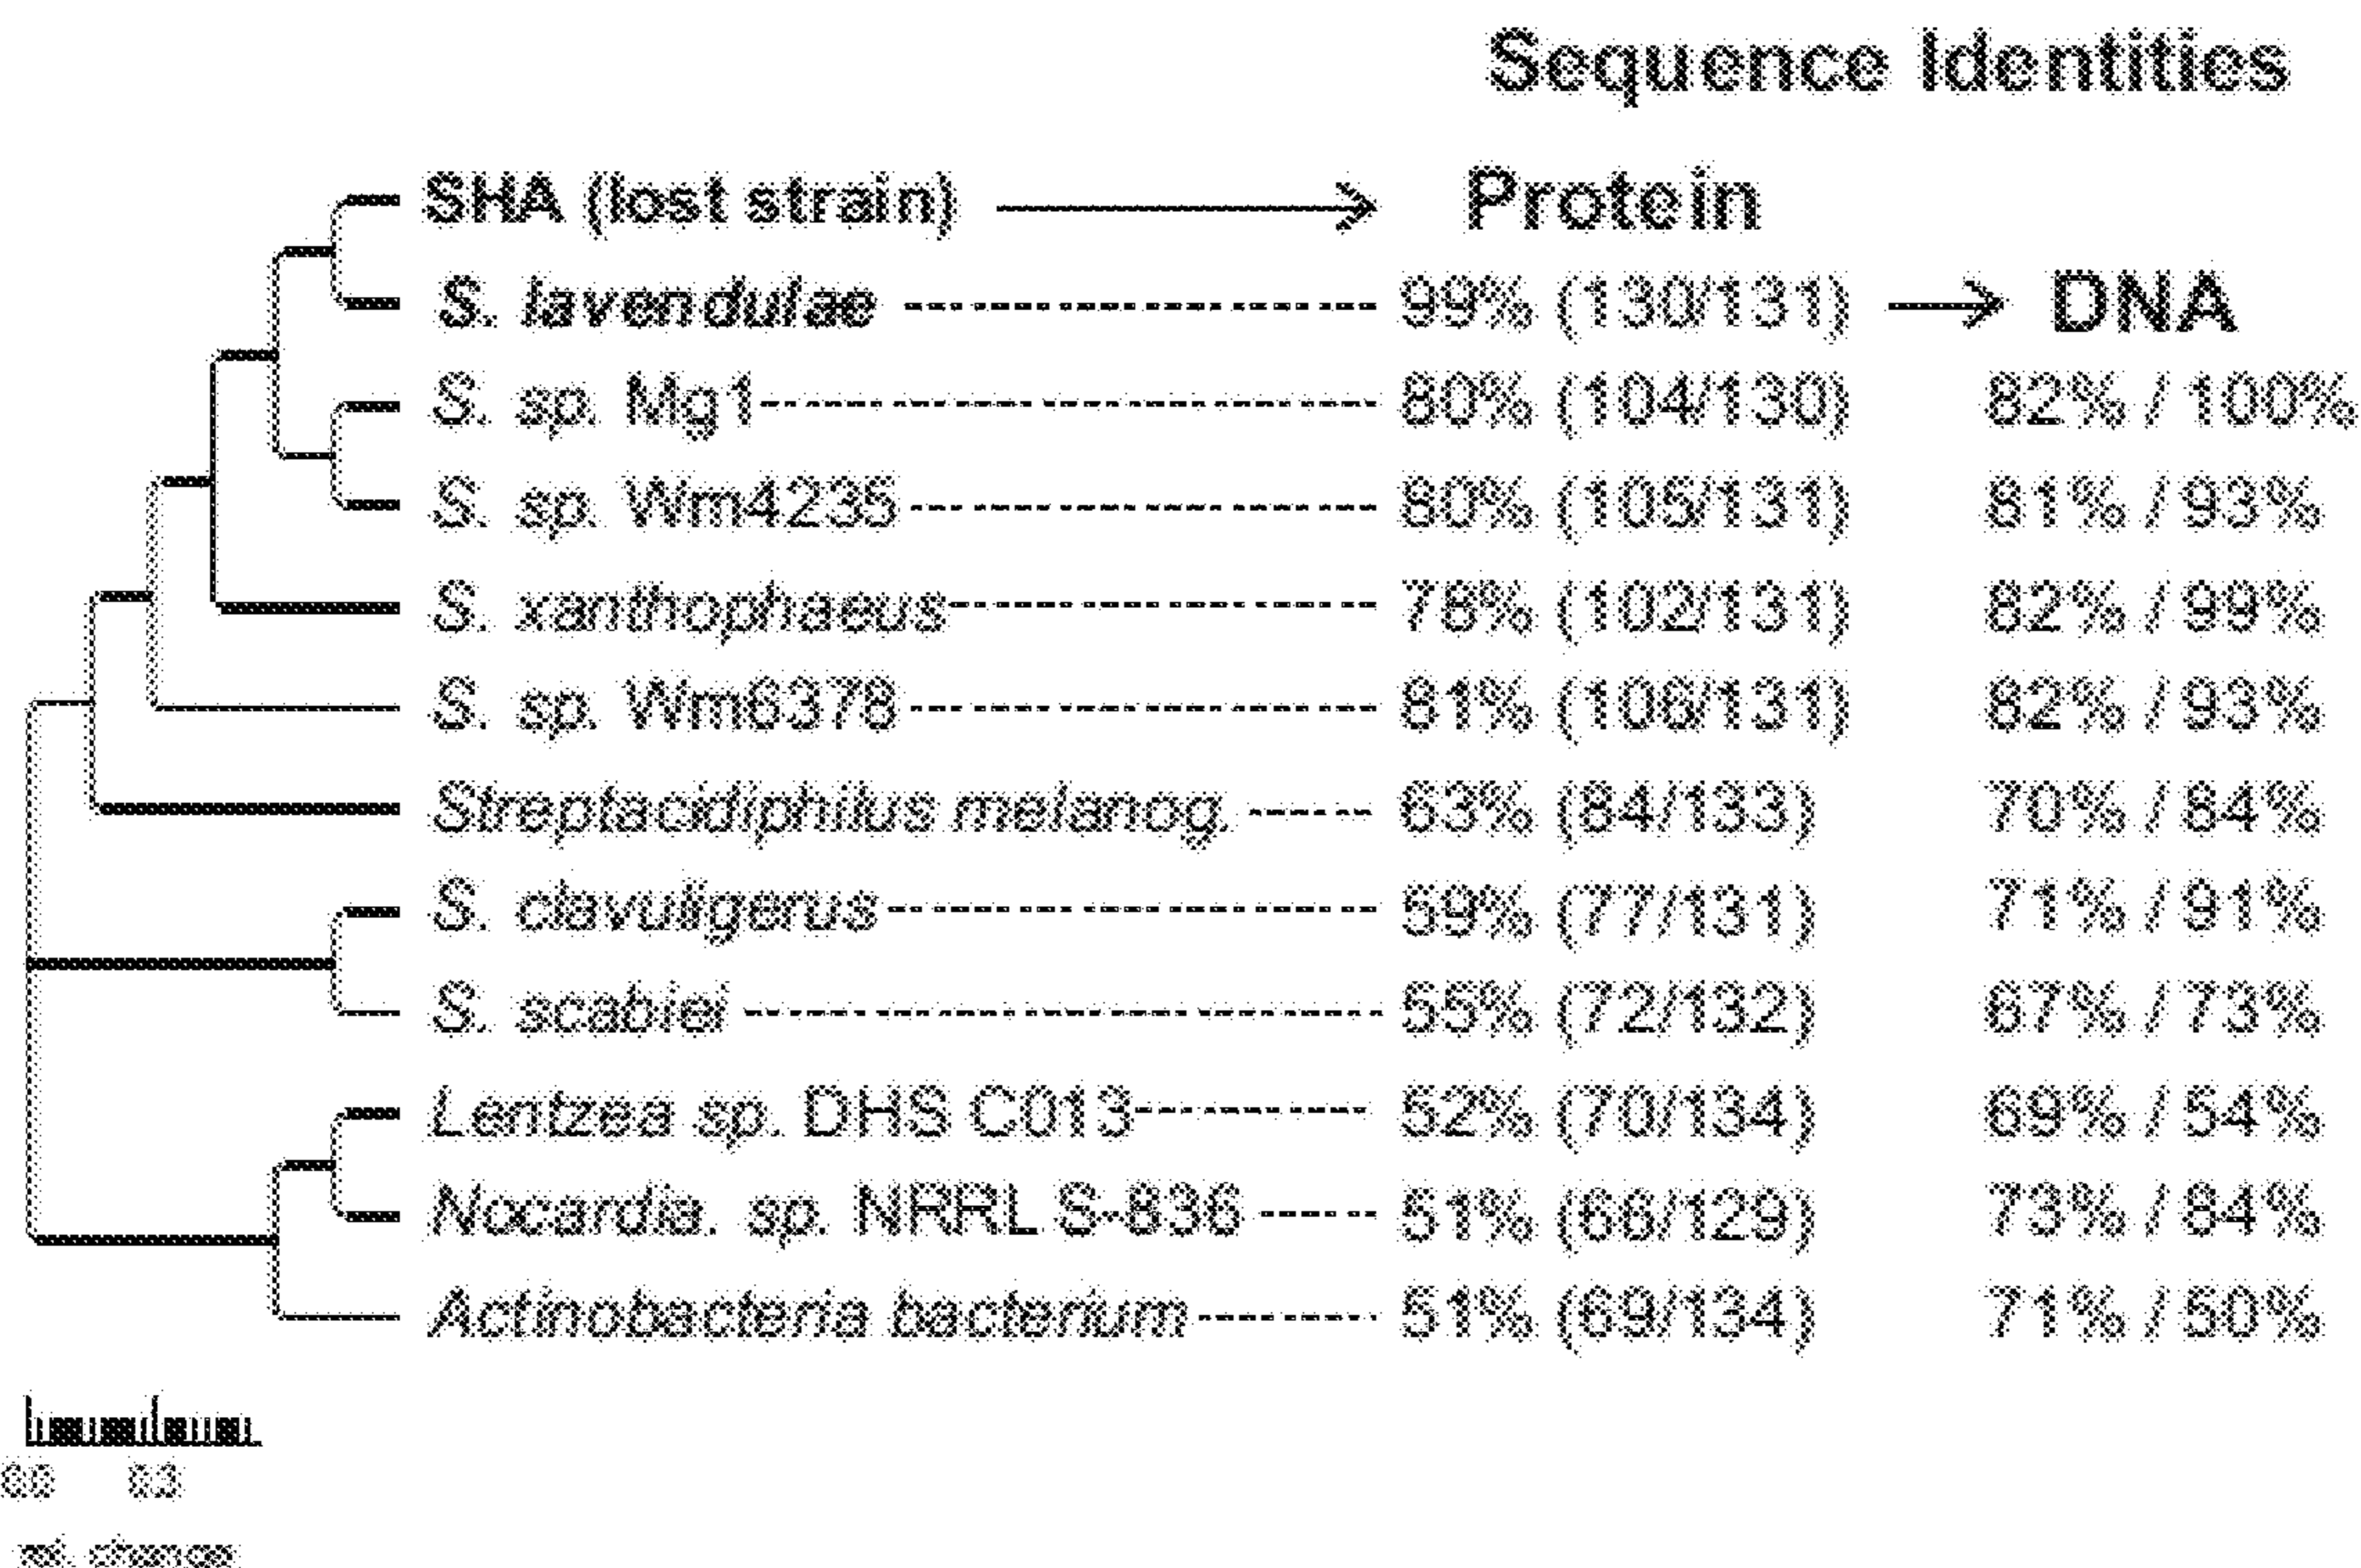 Sequence Identities
SHA (lost strain) Protein
S. lavendulae 99% (130/131) DNA
S. sp. Mg1 80% (104/130) 82% / 100%
S. sp. Wm4235 80% (105/131) 81% / 93%
S. xanthophaeus 78% (102/131) 82% / 99%
S. sp. Wm6378 81% (106/131) 82% / 93%
Streptacidiphilus melanog. 63% (84/133) 70% / 84%
S. clavuligerus 59% (77/131) 71% / 91%
S. scabiei 55% (72/132) 67% / 73%
Lentzea sp. DHS C013 52% (70/134) 69% / 54%
Nocardia. sp. NRRL S-836 51% (66/129) 73% / 84%
Actinobacteria bacterium 51% (69/134) 71% / 50%
change